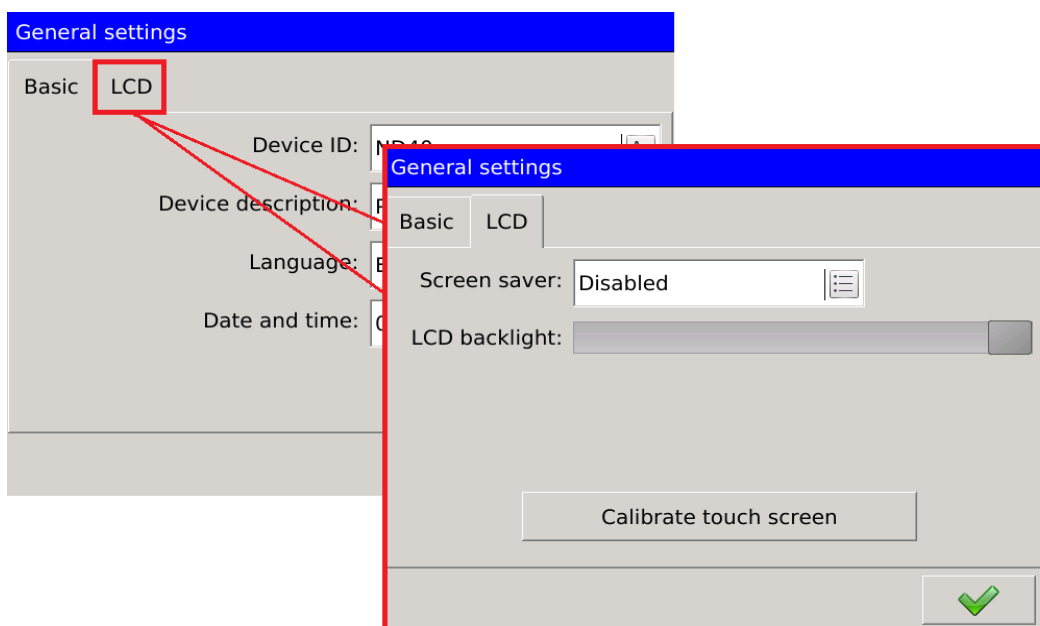 General settings
Basic LCD
Device ID:
Device description:
Language:
Date and time:
General settings
Basic LCD
Screen saver: Disabled
LCD backlight:
Calibrate touch screen